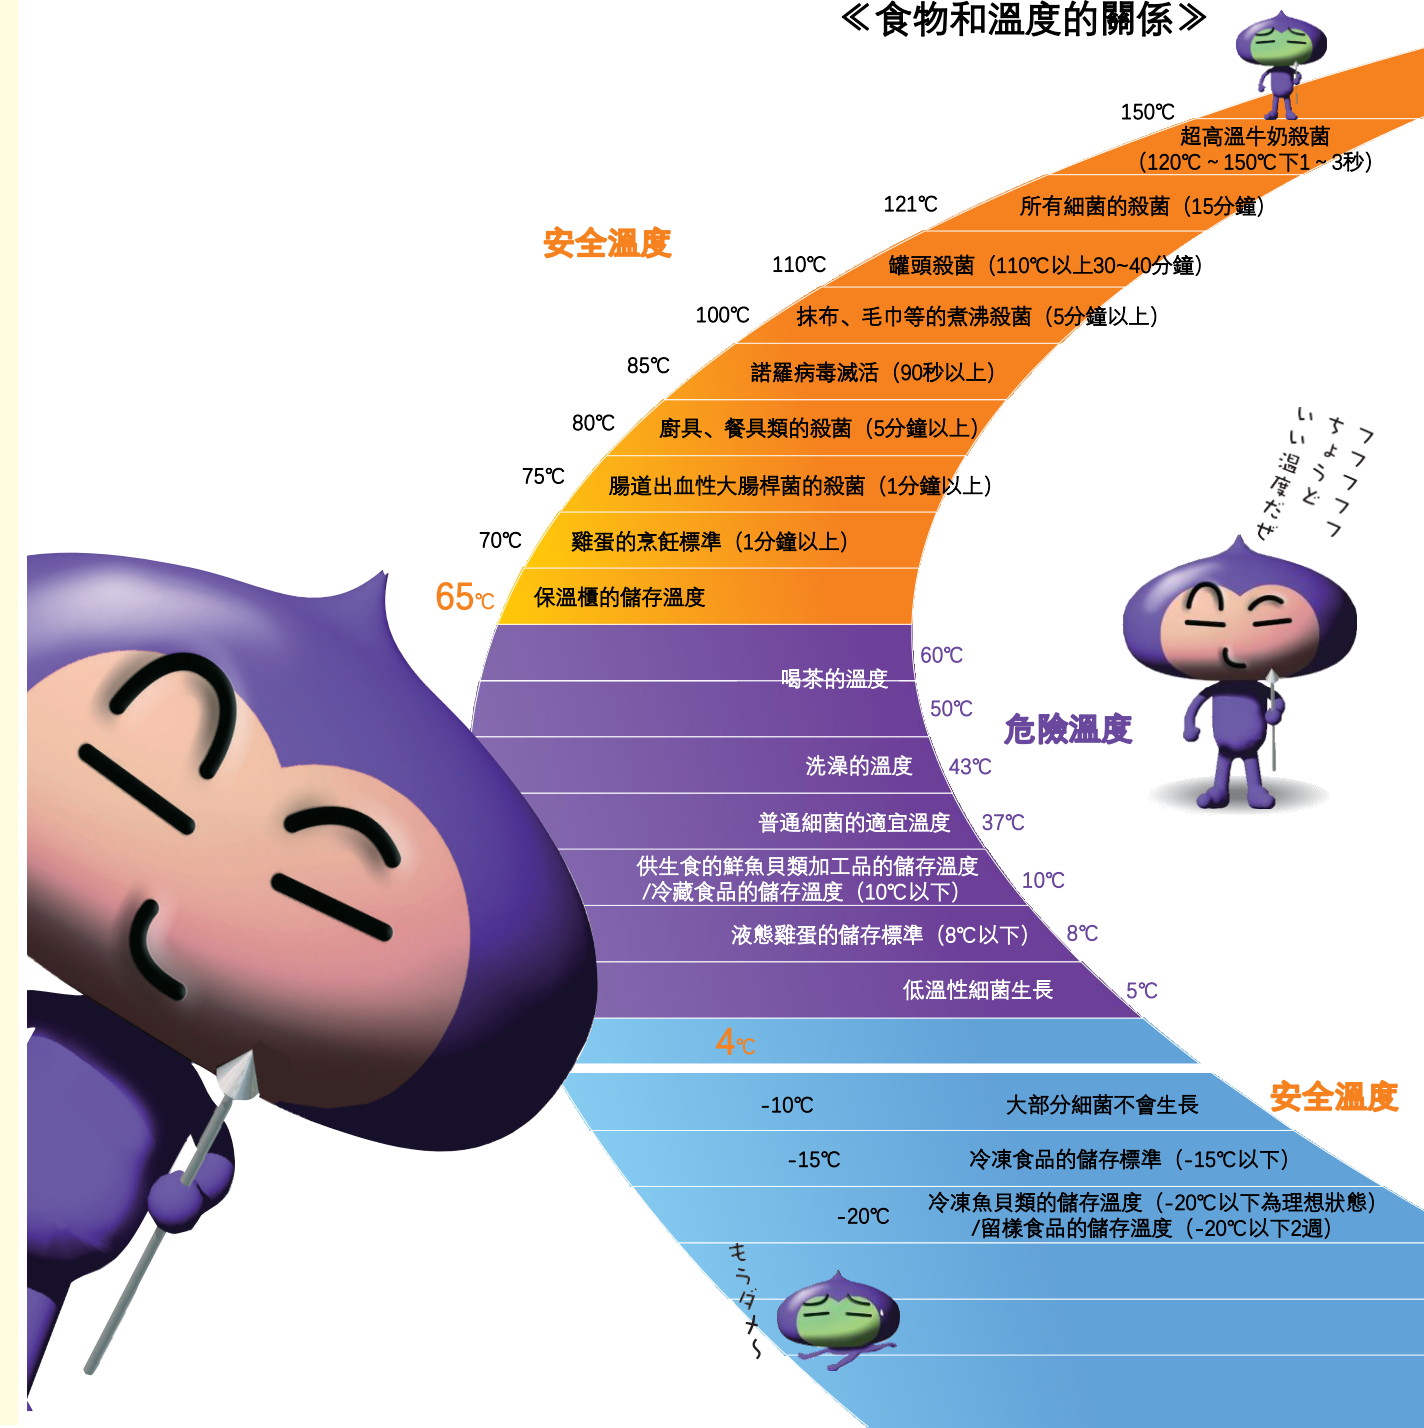 ≪食物和溫度的關係≫
150℃
超高溫牛奶殺菌
（120℃ ~ 150℃下1 ~ 3秒）
121℃
所有細菌的殺菌（15分鐘）
安全溫度
110℃
罐頭殺菌（110℃以上30~40分鐘）
100℃
抹布、毛巾等的煮沸殺菌（5分鐘以上）
85℃
諾羅病毒滅活（90秒以上）
80℃
廚具、餐具類的殺菌（5分鐘以上）
75℃
腸道出血性大腸桿菌的殺菌（1分鐘以上）
70℃
雞蛋的烹飪標準（1分鐘以上）
65℃
保溫櫃的儲存溫度
フフフフフ
ちょうど
いい温度だぜ
60℃
喝茶的溫度
50℃
危險溫度
洗澡的溫度
43℃
普通細菌的適宜溫度
37℃
供生食的鮮魚貝類加工品的儲存溫度
/冷藏食品的儲存溫度（10℃以下）
10℃
液態雞蛋的儲存標準（8℃以下）
8℃
低溫性細菌生長
5℃
4℃
安全溫度
-10℃
大部分細菌不會生長
-15℃
冷凍食品的儲存標準（-15℃以下）
-20℃
冷凍魚貝類的儲存溫度（-20℃以下為理想狀態）
/留樣食品的儲存溫度（-20℃以下2週）
もうダメ〜